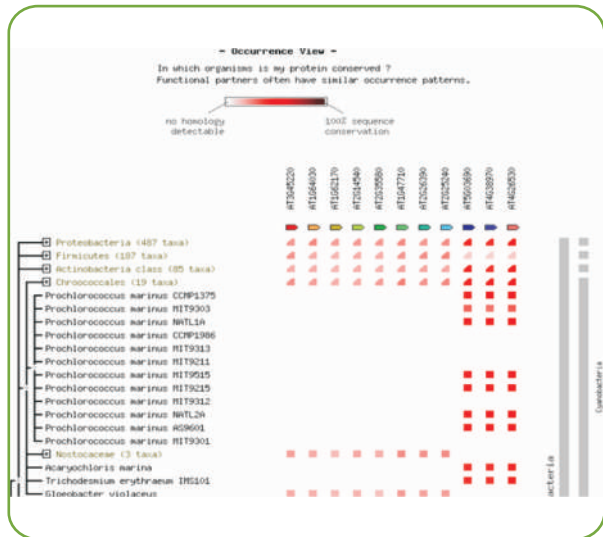 - Occurrence View -
In which organisms is my protein conserved ?
Functional partners often have similar occurrence patterns.
no homology
detectable
100% sequence
conservation
AT3G45220
AT1G64030
AT1G62170
AT2G14540
AT2G35580
AT1G47710
AT2G26390
AT2G25240
AT5G03690
AT4G38970
AT4G26530
Proteobacteria (487 taxa)
Firmicutes (187 taxa)
Actinobacteria class (85 taxa)
Chroococcales (19 taxa)
Prochlorococcus marinus CCMP1375
Prochlorococcus marinus MIT9303
Prochlorococcus marinus NATL1A
Prochlorococcus marinus CCMP1986
Prochlorococcus marinus MIT9313
Prochlorococcus marinus MIT9211
Prochlorococcus marinus MIT9515
Prochlorococcus marinus MIT9215
Prochlorococcus marinus MIT9312
Prochlorococcus marinus NATL2A
Prochlorococcus marinus AS9601
Prochlorococcus marinus MIT9301
Nostocaceae (3 taxa)
Acaryochloris marina
Trichodesmium erythraeum IMS101
Gloeobacter violaceus
acteria
Cyanobacteria